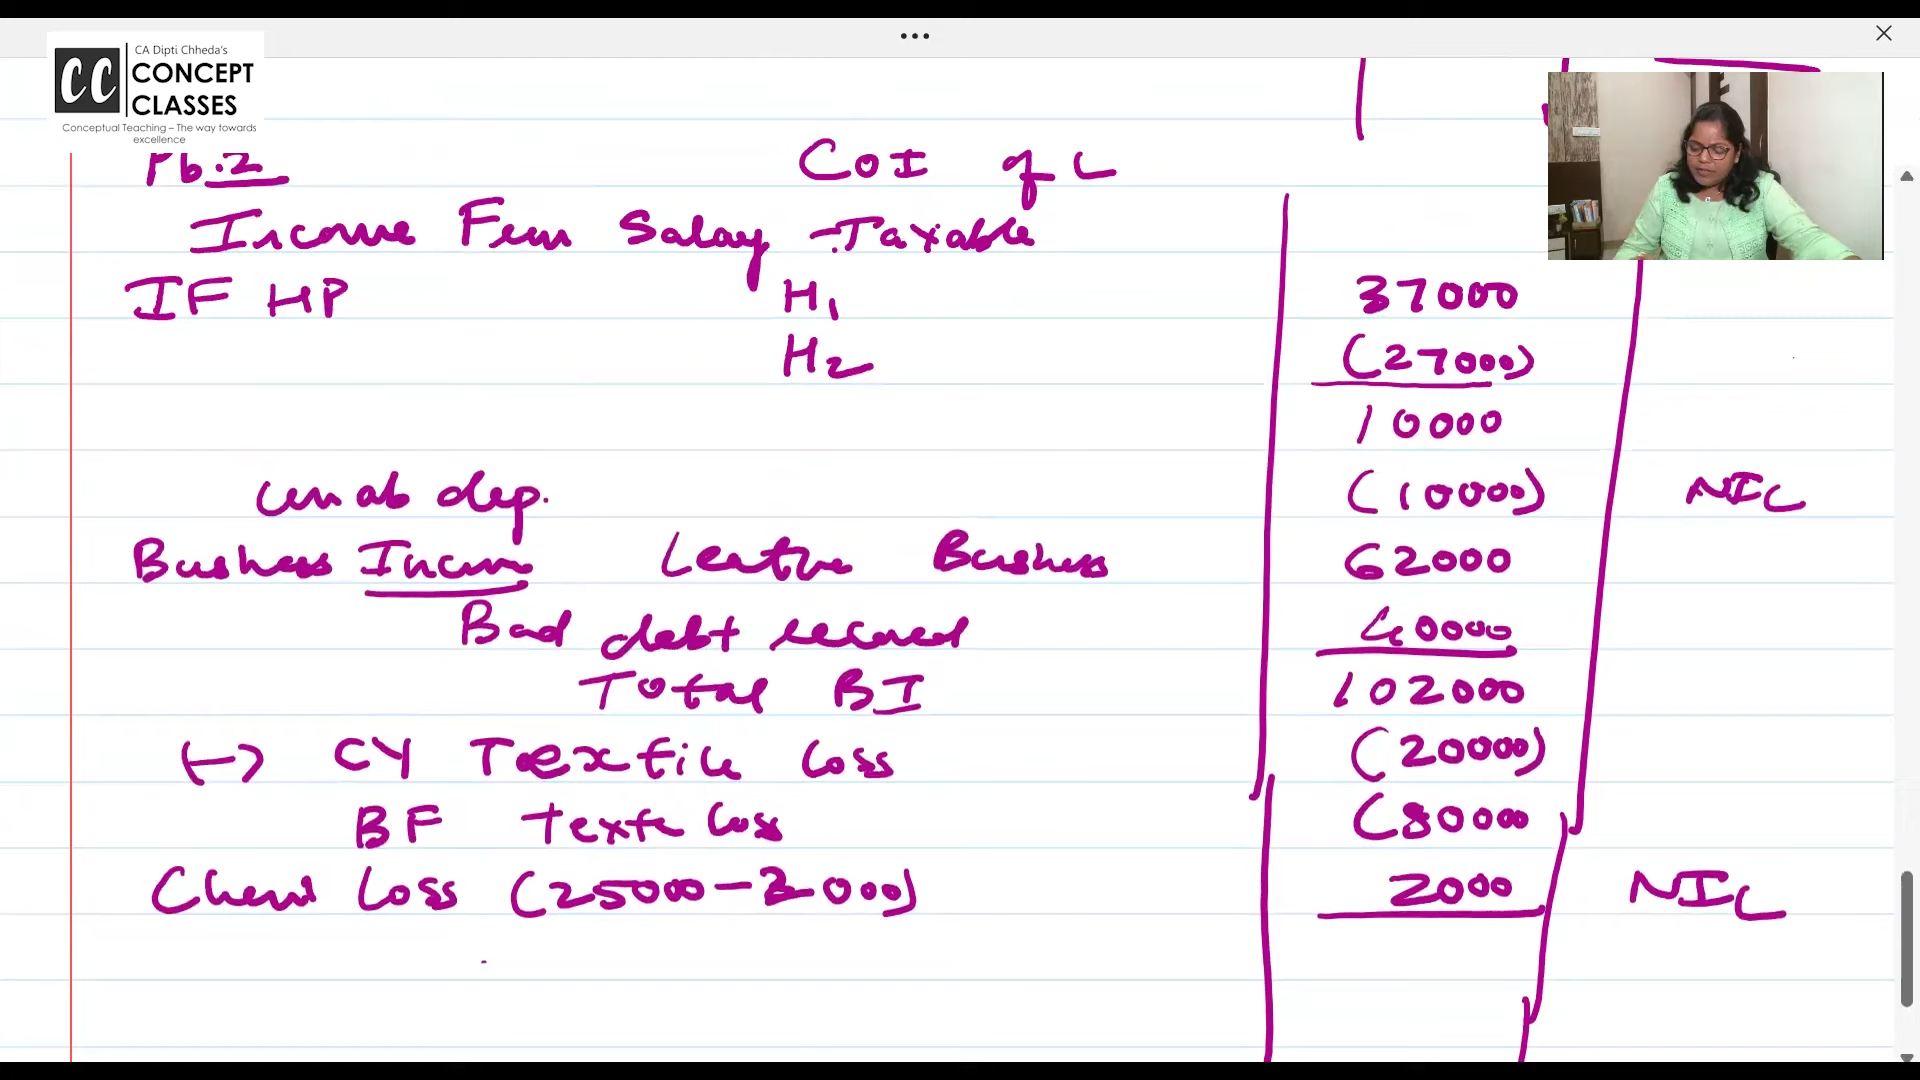 CA Dipti Chheda's
CC CONCEPT
CLASSES
Conceptual Teaching – The way towards
excellence
Pb.2 COI of L
Income From Salary - Taxable
IF HP H1 37000
H2 (27000)
10000
unab dep. (10000) NIL
Business Income Leather Business 62000
Bad debt recovered 40000
Total BI 102000
(-) CY Textile loss (20000)
BF Textile loss (80000
Chem Loss (25000-2000) 2000 NIL